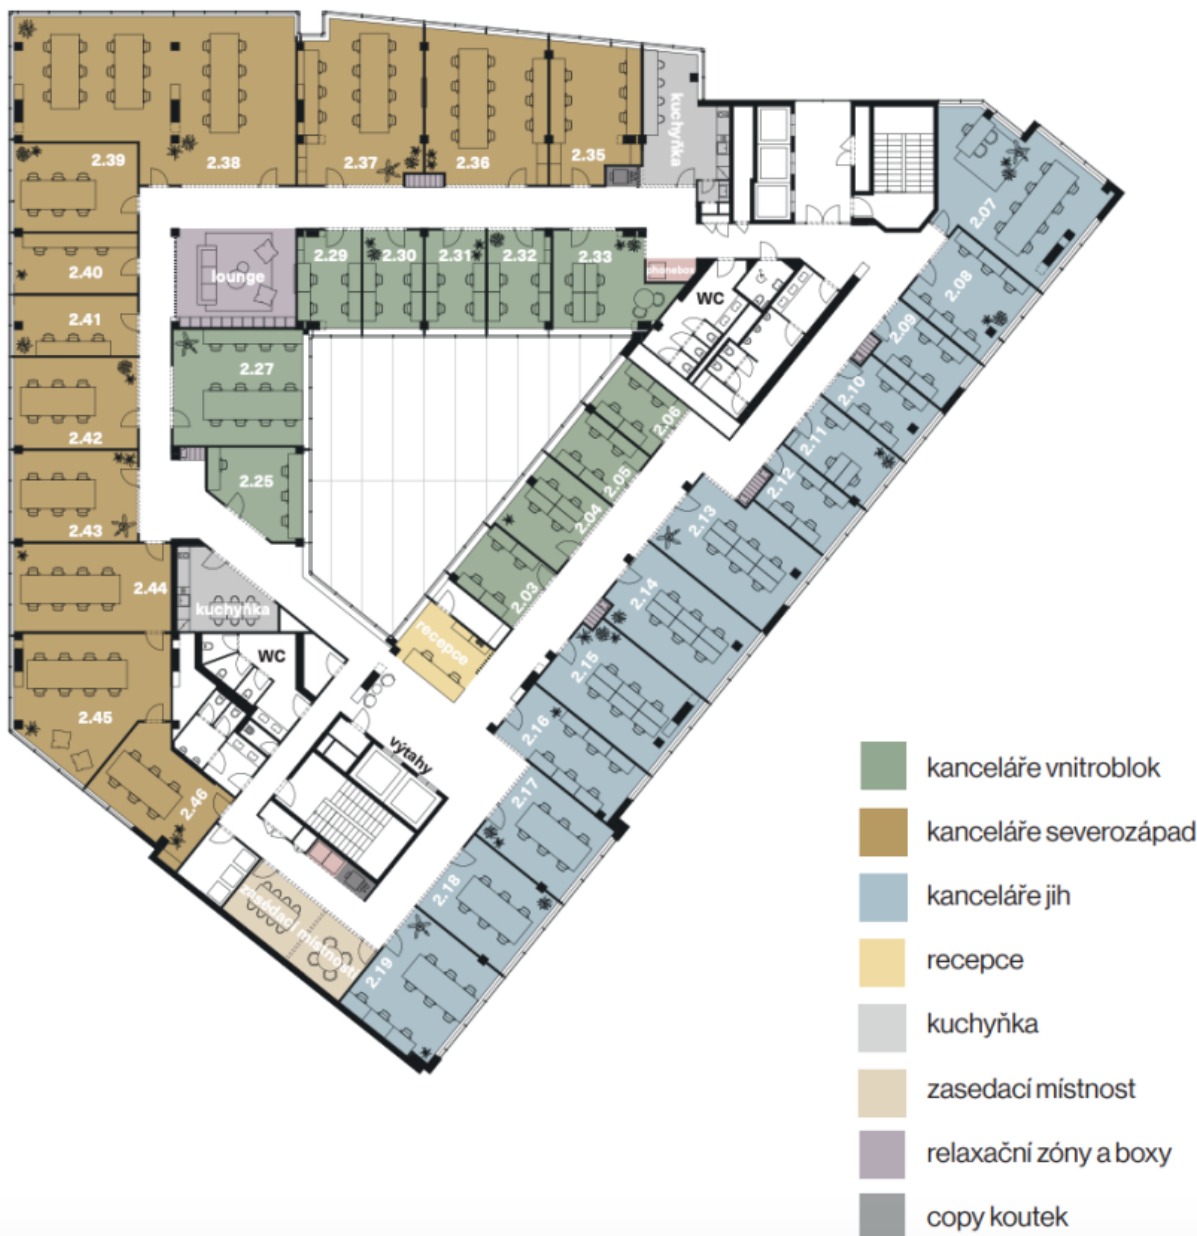 kuchyňka
2.39
2.38
2.37
2.36
2.35
2.07
2.40
lounge
2.29
2.30
2.31
2.32
2.33
phonebox
WC
2.08
2.41
2.09
2.27
2.10
2.42
2.06
2.11
2.25
2.05
2.12
2.43
2.04
2.13
2.44
kuchyňka
2.03
2.14
recepce
WC
2.15
2.45
2.16
výtahy
2.46
2.17
2.18
zasedací místnost
2.19
kanceláře vnitroblok
kanceláře severozápad
kanceláře jih
recepce
kuchyňka
zasedací místnost
relaxační zóny a boxy
copy koutek